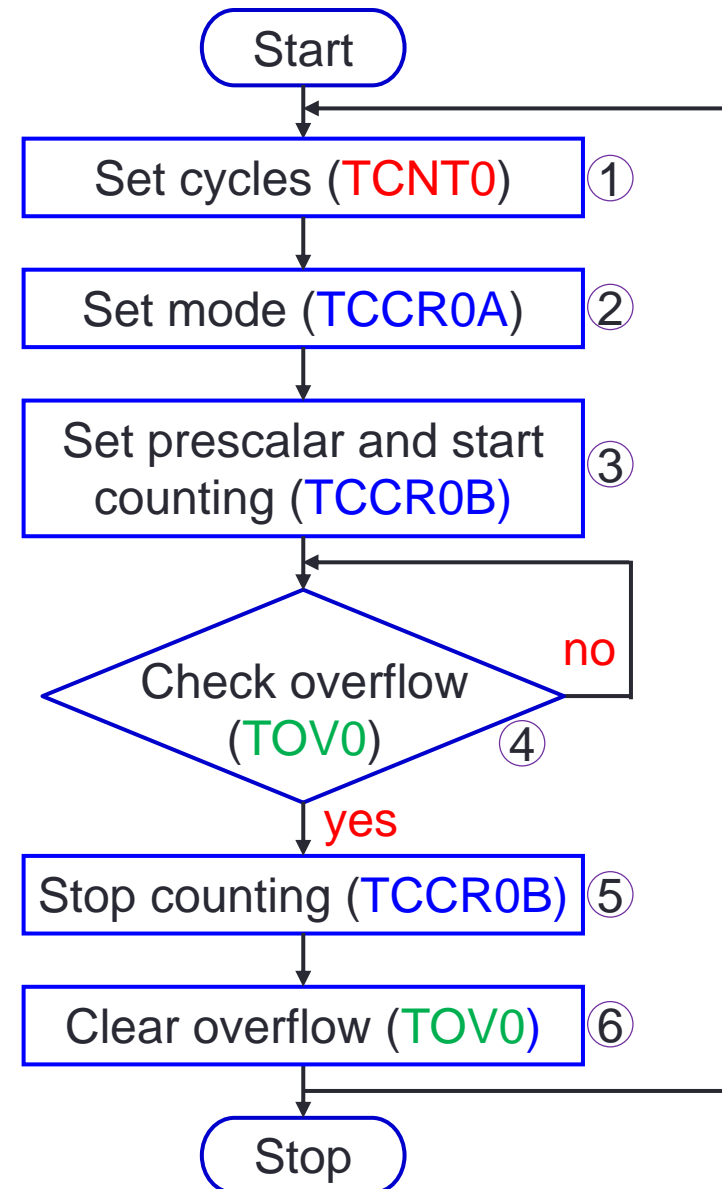 Start
Set cycles (TCNT0)
①
Set mode (TCCR0A)
②
Set prescalar and start
counting (TCCR0B)
③
no
Check overflow
(TOV0)
④
yes
Stop counting (TCCR0B)
⑤
Clear overflow (TOV0)
⑥
Stop